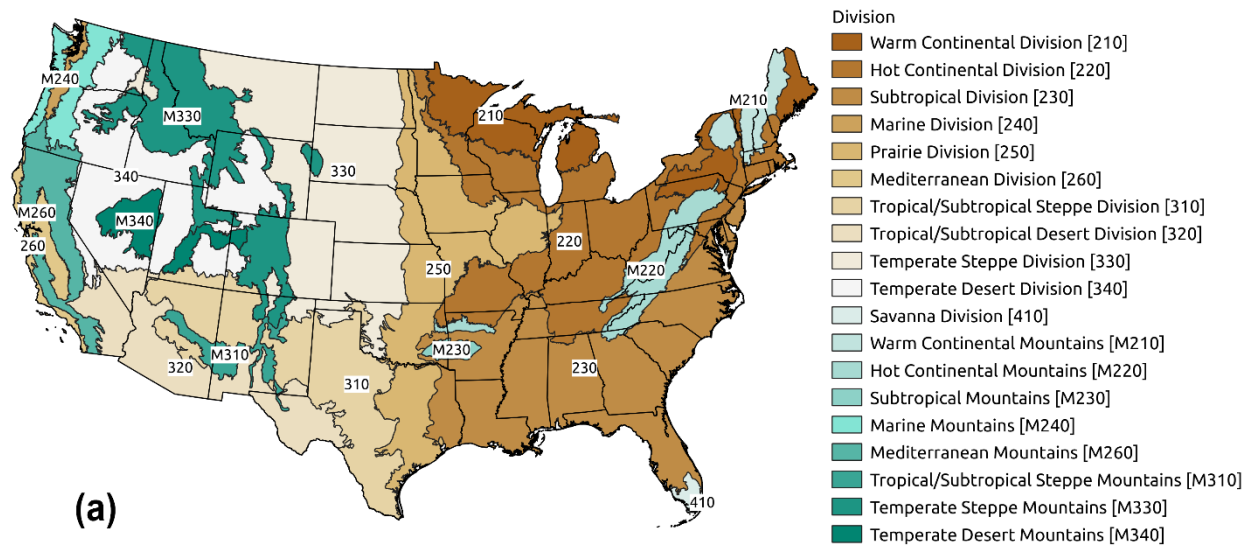 Division
Warm Continental Division [210]
Hot Continental Division [220]
Subtropical Division [230]
Marine Division [240]
Prairie Division [250]
Mediterranean Division [260]
Tropical/Subtropical Steppe Division [310]
Tropical/Subtropical Desert Division [320]
Temperate Steppe Division [330]
Temperate Desert Division [340]
Savanna Division [410]
Warm Continental Mountains [M210]
Hot Continental Mountains [M220]
Subtropical Mountains [M230]
Marine Mountains [M240]
Mediterranean Mountains [M260]
Tropical/Subtropical Steppe Mountains [M310]
Temperate Steppe Mountains [M330]
Temperate Desert Mountains [M340]
M240
M330
210
M210
340
330
M260
M340
260
220
250
M220
M230
320
M310
310
230
410
(a)